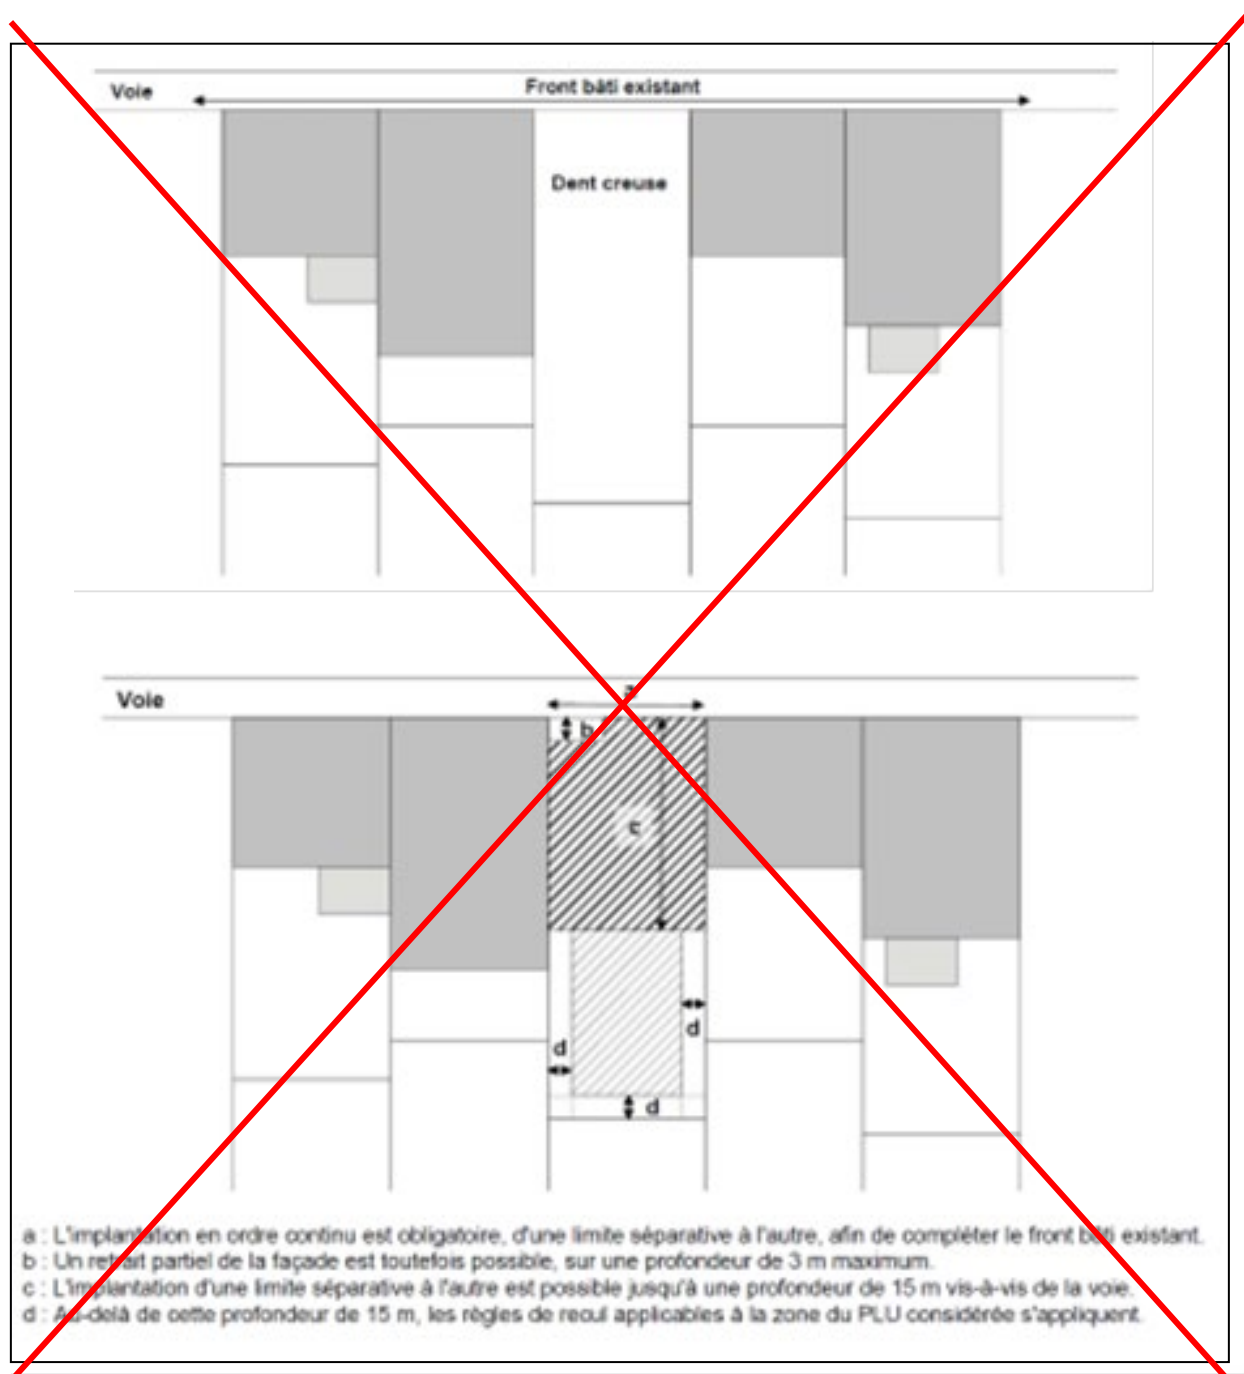 Voie
Front bâti existant
Dent creuse
Voie
a
b
c
d
d
d
a : L'implantation en ordre continu est obligatoire, d'une limite séparative à l'autre, afin de compléter le front bâti existant.
b : Un retrait partiel de la façade est toutefois possible, sur une profondeur de 3 m maximum.
c : L'implantation d'une limite séparative à l'autre est possible jusqu'à une profondeur de 15 m vis-à-vis de la voie.
d : Au-delà de cette profondeur de 15 m, les règles de recul applicables à la zone du PLU considérée s'appliquent.